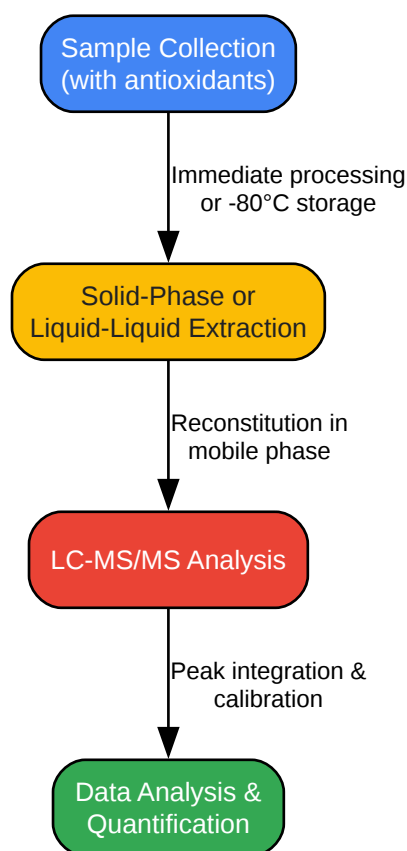 Sample Collection
(with antioxidants)
Immediate processing
or -80°C storage
Solid-Phase or
Liquid-Liquid Extraction
Reconstitution in
mobile phase
LC-MS/MS Analysis
Peak integration &
calibration
Data Analysis &
Quantification